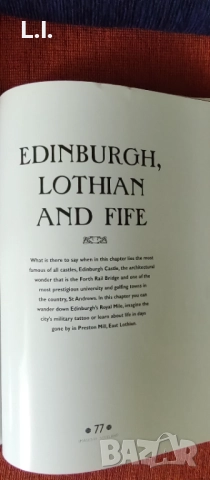 L.I.
EDINBURGH,
LOTHIAN
AND FIFE
What is there to say when in this chapter lies the most
famous of all castles, Edinburgh Castle, the architectural
wonder that is the Forth Rail Bridge and one of the
most prestigious university and golfing towns in
the country, St Andrews. In this chapter you can
wander down Edinburgh's Royal Mile, imagine the
city's military tattoo or learn about life in days
gone by in Preston Mill, East Lothian.
77
BAZAR